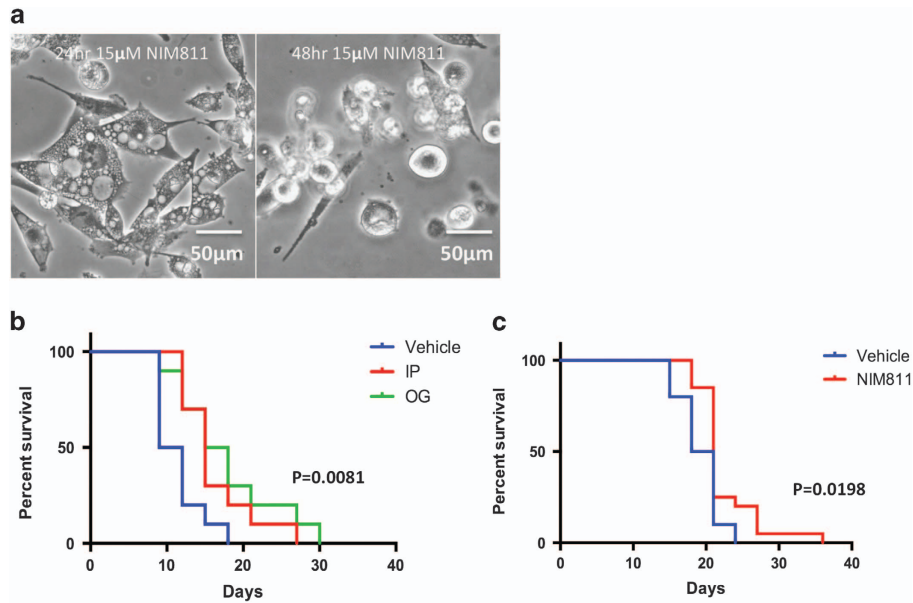 a
24hr 15µM NIM811
48hr 15µM NIM811
50µm
50µm
b
Percent survival
100
50
0
0 10 20 30 40
Days
Vehicle
IP
OG
P=0.0081
c
Percent survival
100
50
0
0 10 20 30 40
Days
Vehicle
NIM811
P=0.0198